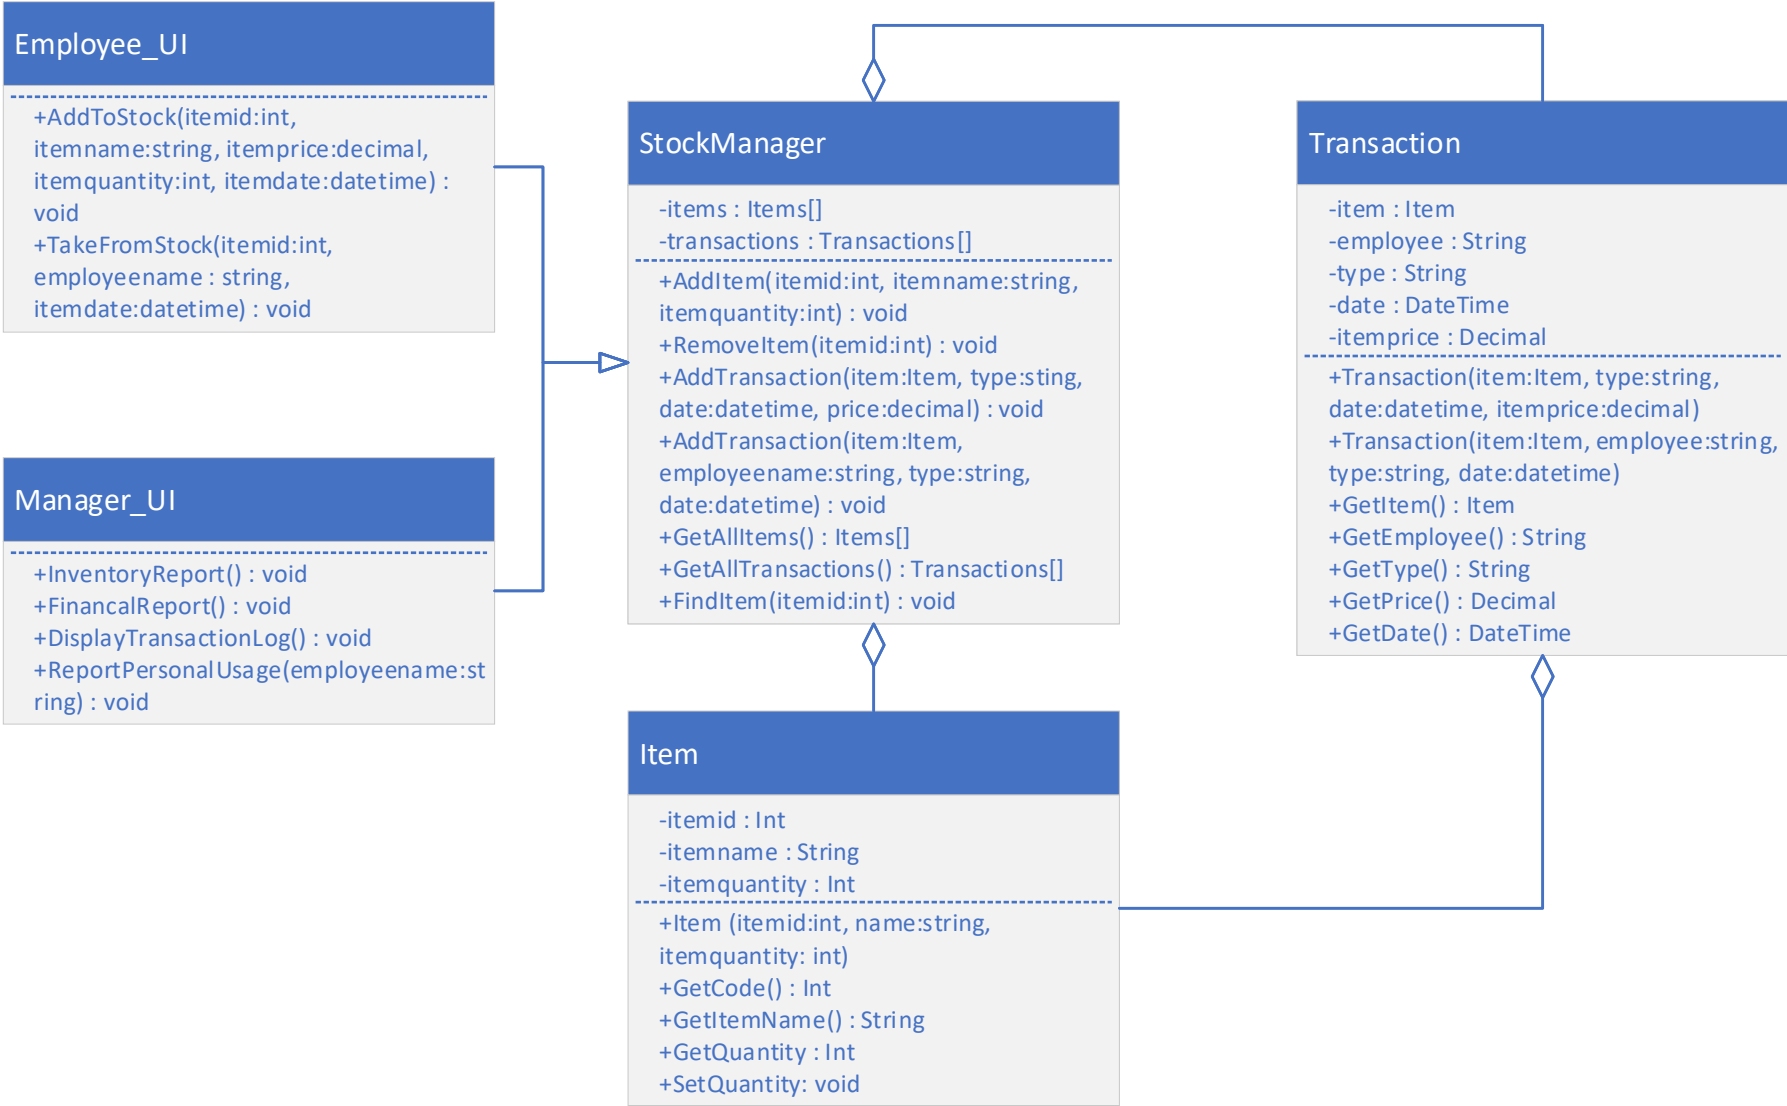 Employee_UI
+AddToStock(itemid:int,
itemname:string, itemprice:decimal,
itemquantity:int, itemdate:datetime) :
void
+TakeFromStock(itemid:int,
employeename : string,
itemdate:datetime) : void
Manager_UI
+InventoryReport() : void
+FinancalReport() : void
+DisplayTransactionLog() : void
+ReportPersonalUsage(employeename:st
ring) : void
StockManager
-items : Items[]
-transactions : Transactions[]
+AddItem(itemid:int, itemname:string,
itemquantity:int) : void
+RemoveItem(itemid:int) : void
+AddTransaction(item:Item, type:sting,
date:datetime, price:decimal) : void
+AddTransaction(item:Item,
employeename:string, type:string,
date:datetime) : void
+GetAllItems() : Items[]
+GetAllTransactions() : Transactions[]
+FindItem(itemid:int) : void
Item
-itemid : Int
-itemname : String
-itemquantity : Int
+Item (itemid:int, name:string,
itemquantity: int)
+GetCode() : Int
+GetItemName() : String
+GetQuantity : Int
+SetQuantity: void
Transaction
-item : Item
-employee : String
-type : String
-date : DateTime
-itemprice : Decimal
+Transaction(item:Item, type:string,
date:datetime, itemprice:decimal)
+Transaction(item:Item, employee:string,
type:string, date:datetime)
+GetItem() : Item
+GetEmployee() : String
+GetType() : String
+GetPrice() : Decimal
+GetDate() : DateTime